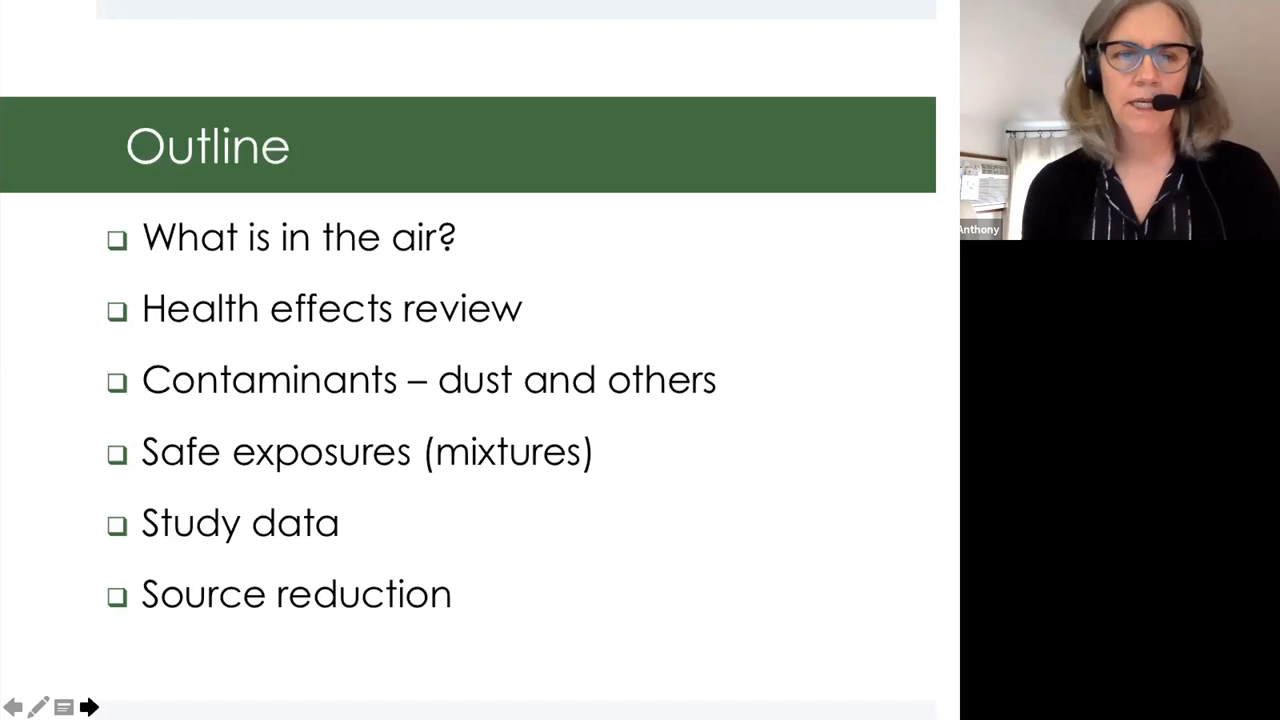 Outline
What is in the air?
Health effects review
Contaminants – dust and others
Safe exposures (mixtures)
Study data
Source reduction
Anthony